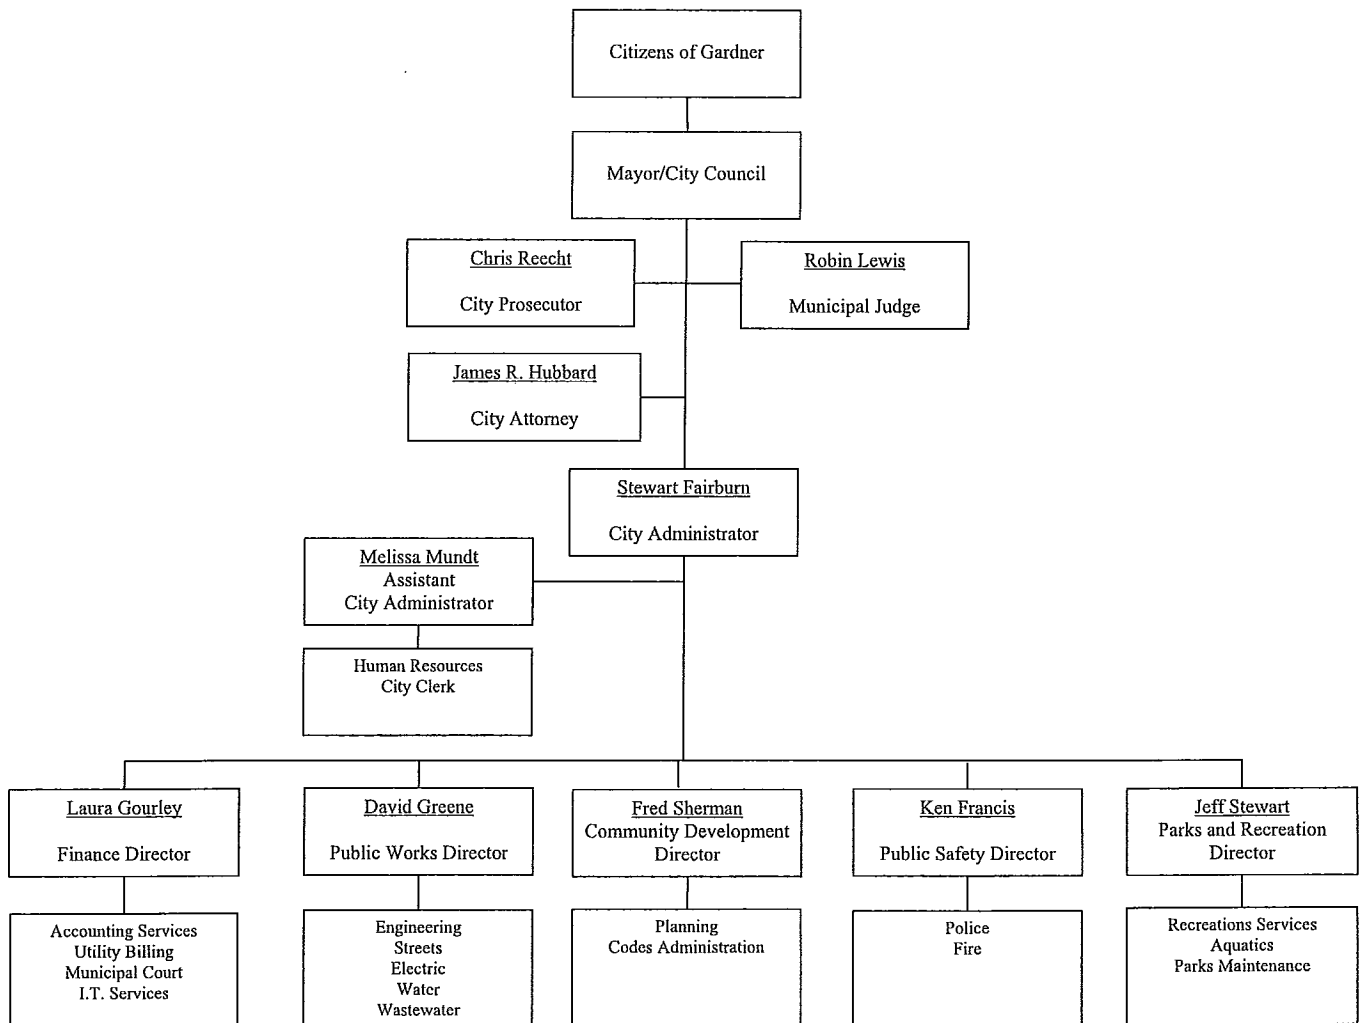 Citizens of Gardner
Mayor/City Council
Chris Reecht
City Prosecutor
Robin Lewis
Municipal Judge
James R. Hubbard
City Attorney
Stewart Fairburn
City Administrator
Melissa Mundt
Assistant
City Administrator
Human Resources
City Clerk
Laura Gourley
Finance Director
David Greene
Public Works Director
Fred Sherman
Community Development
Director
Ken Francis
Public Safety Director
Jeff Stewart
Parks and Recreation
Director
Accounting Services
Utility Billing
Municipal Court
I.T. Services
Engineering
Streets
Electric
Water
Wastewater
Planning
Codes Administration
Police
Fire
Recreations Services
Aquatics
Parks Maintenance